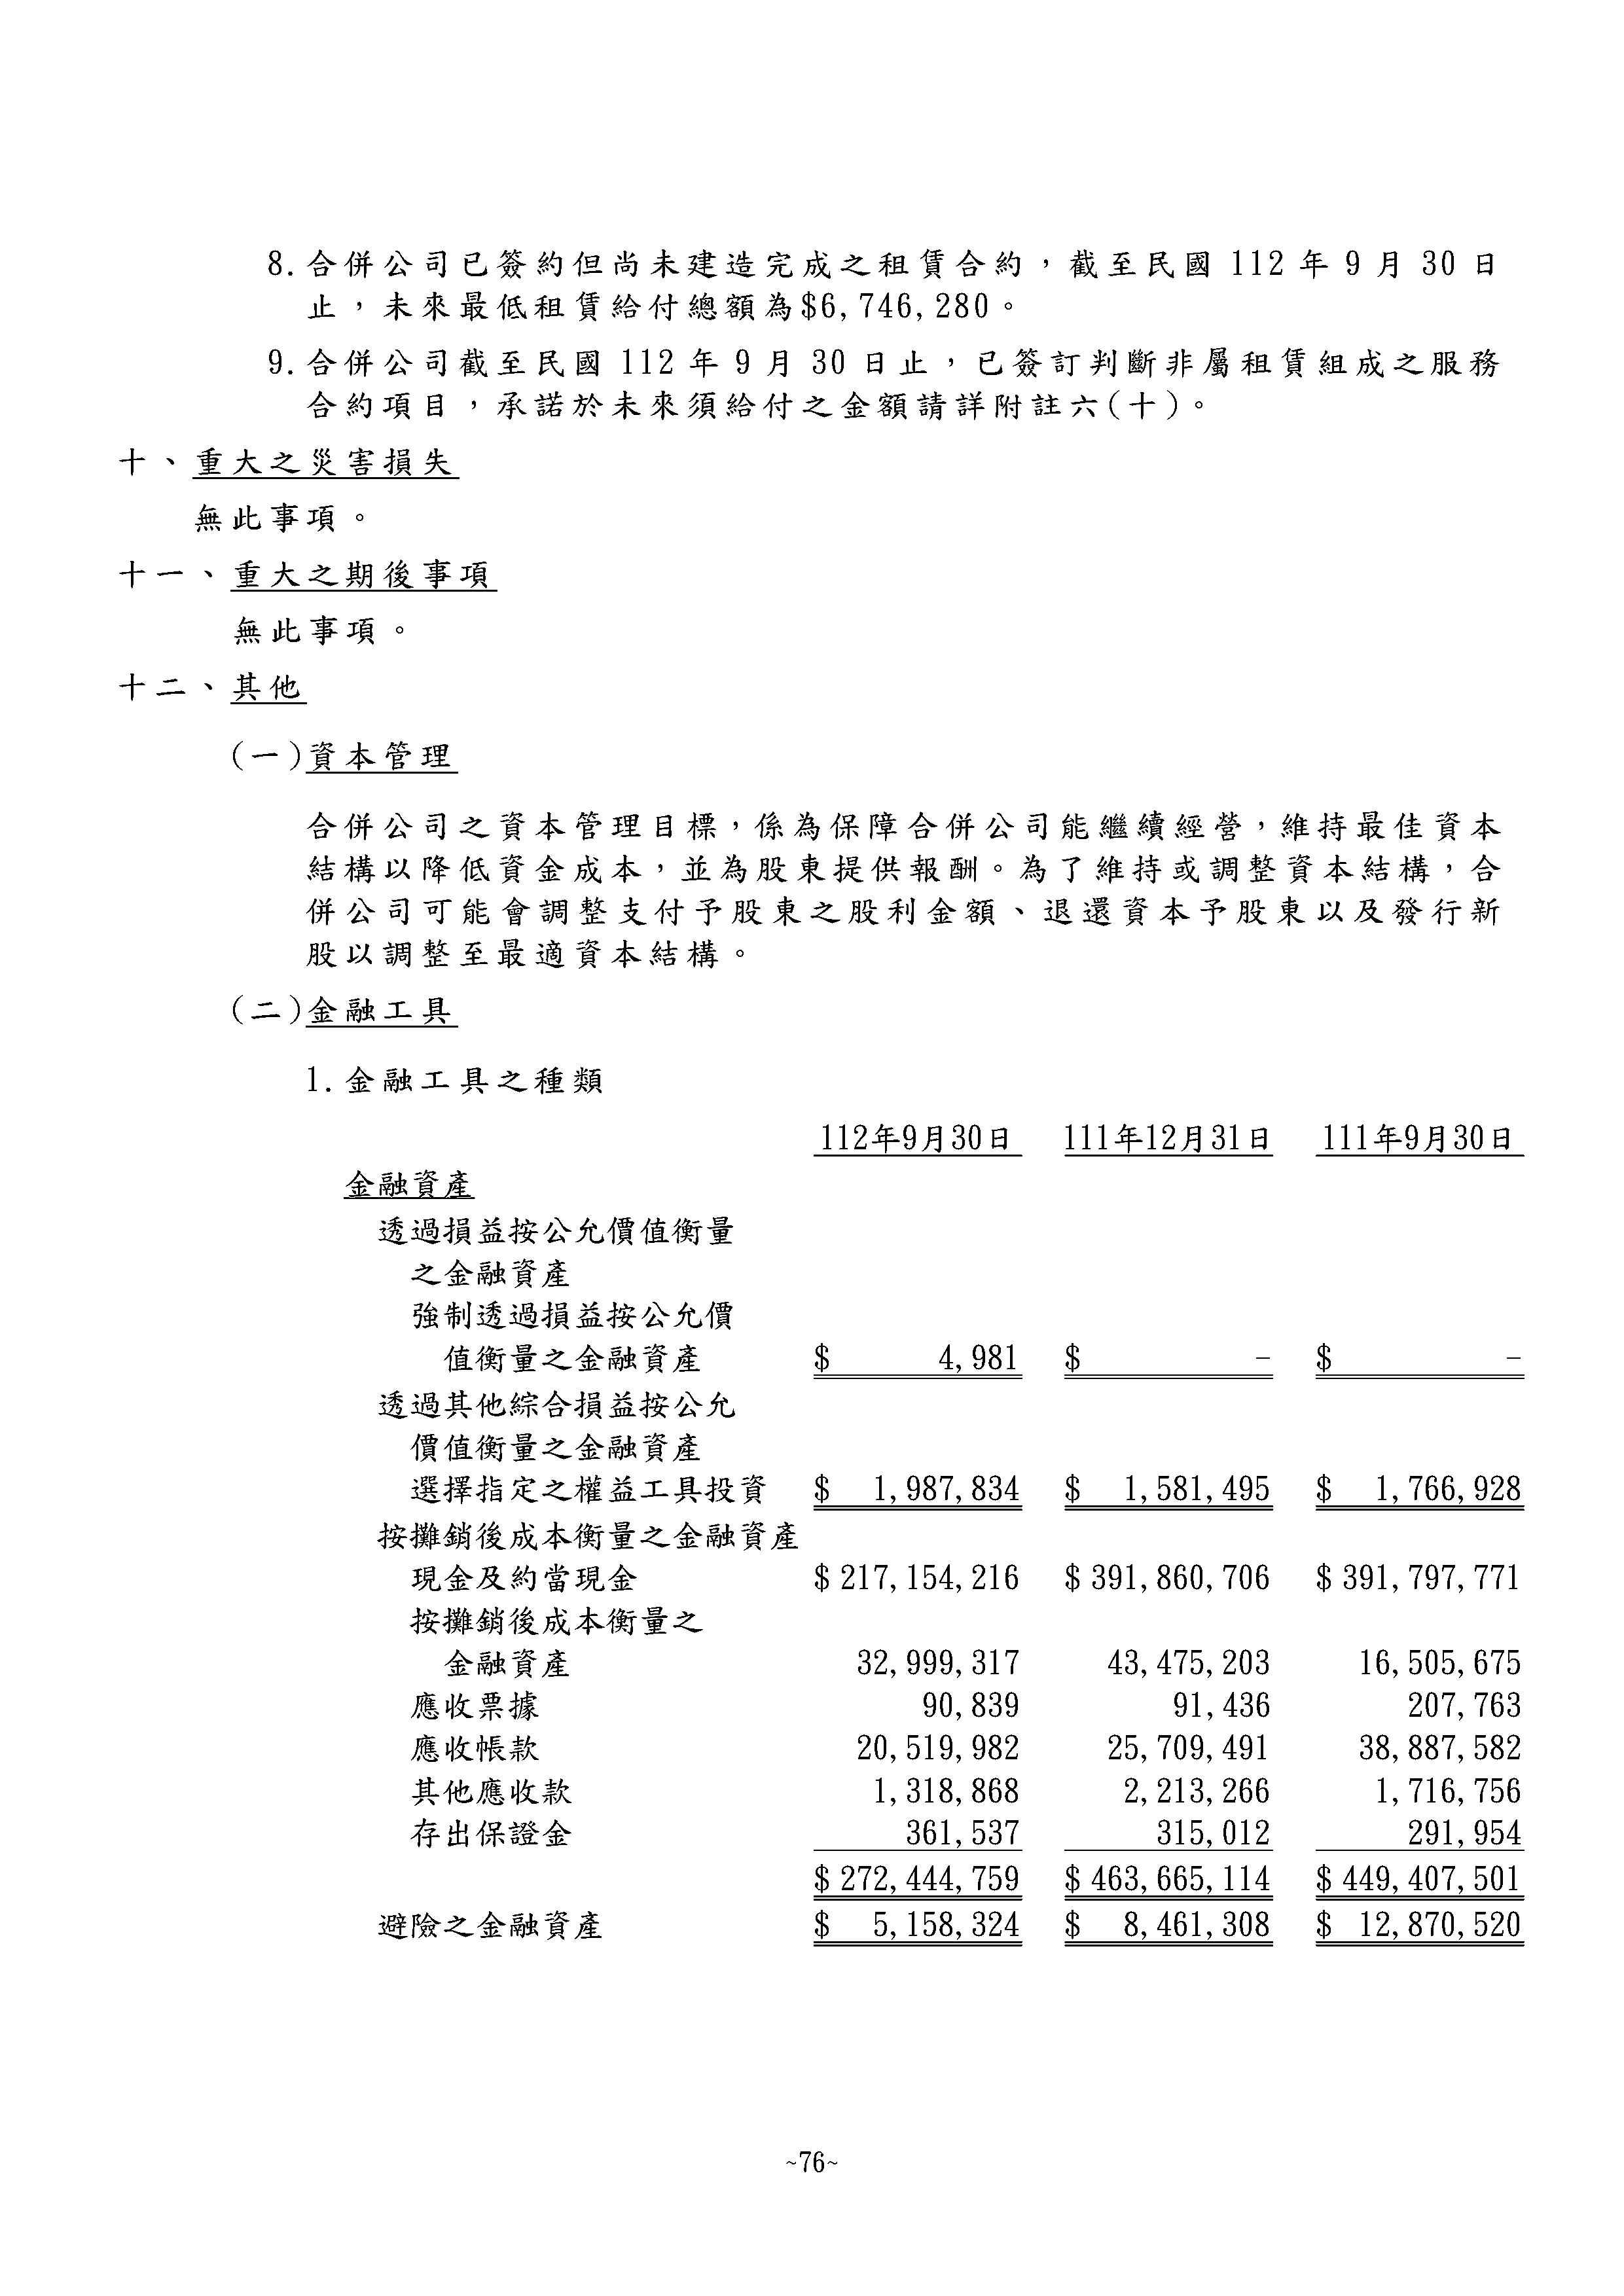 8.合併公司已簽約但尚未建造完成之租賃合約，截至民國 112 年 9 月 30 日
止，未來最低租賃給付總額為$6,746,280。
9.合併公司截至民國 112 年 9 月 30 日止，已簽訂判斷非屬租賃組成之服務
合約項目，承諾於未來須給付之金額請詳附註六(十)。
十、重大之災害損失
無此事項。
十一、重大之期後事項
無此事項。
十二、其他
(一)資本管理
合併公司之資本管理目標，係為保障合併公司能繼續經營，維持最佳資本
結構以降低資金成本，並為股東提供報酬。為了維持或調整資本結構，合
併公司可能會調整支付予股東之股利金額、退還資本予股東以及發行新
股以調整至最適資本結構。
(二)金融工具
1.金融工具之種類
112年9月30日 111年12月31日 111年9月30日
金融資產
透過損益按公允價值衡量
之金融資產
強制透過損益按公允價
值衡量之金融資產 $ 4,981 $ – $ –
透過其他綜合損益按公允
價值衡量之金融資產
選擇指定之權益工具投資 $ 1,987,834 $ 1,581,495 $ 1,766,928
按攤銷後成本衡量之金融資產
現金及約當現金 $ 217,154,216 $ 391,860,706 $ 391,797,771
按攤銷後成本衡量之
金融資產 32,999,317 43,475,203 16,505,675
應收票據 90,839 91,436 207,763
應收帳款 20,519,982 25,709,491 38,887,582
其他應收款 1,318,868 2,213,266 1,716,756
存出保證金 361,537 315,012 291,954
$ 272,444,759 $ 463,665,114 $ 449,407,501
避險之金融資產 $ 5,158,324 $ 8,461,308 $ 12,870,520
~76~